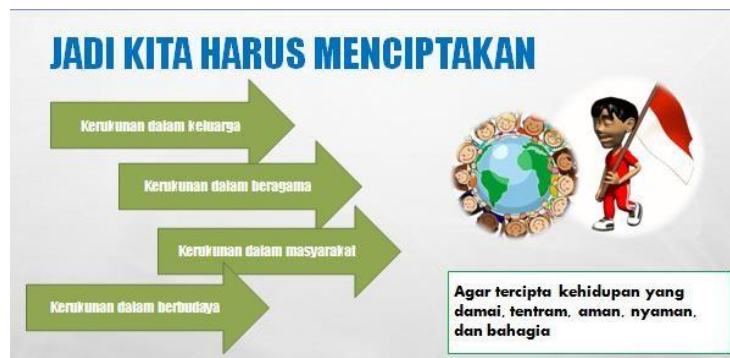 JADI KITA HARUS MENCIPTAKAN
Kerukunan dalam keluarga
Kerukunan dalam beragama
Kerukunan dalam masyarakat
Kerukunan dalam berbudaya
Agar tercipta kehidupan yang
damai, tentram, aman, nyaman,
dan bahagia